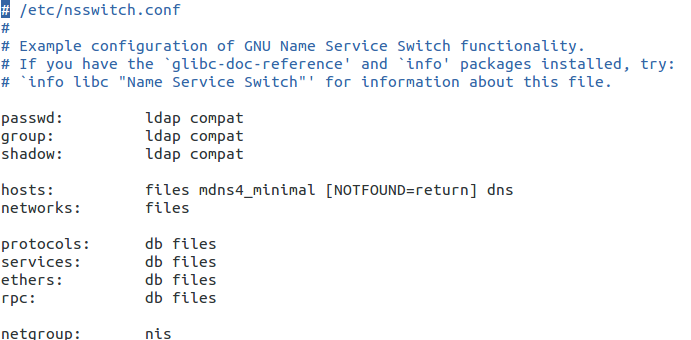 # /etc/nsswitch.conf
#
# Example configuration of GNU Name Service Switch functionality.
# If you have the `glibc-doc-reference' and `info' packages installed, try:
# `info libc "Name Service Switch"' for information about this file.

passwd:         ldap compat
group:          ldap compat
shadow:         ldap compat

hosts:          files mdns4_minimal [NOTFOUND=return] dns
networks:       files

protocols:      db files
services:       db files
ethers:         db files
rpc:            db files

netgroup:       nis